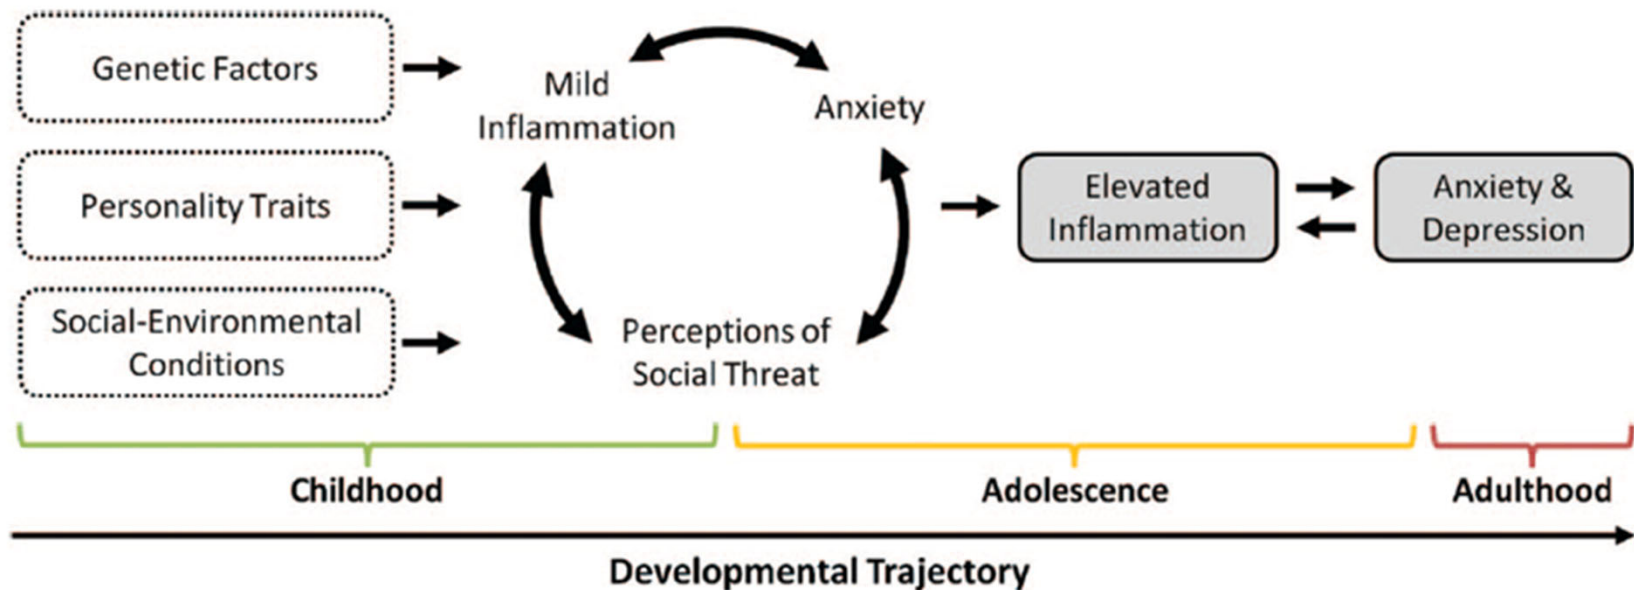 Genetic Factors
Personality Traits
Social-Environmental
Conditions
Mild
Inflammation
Anxiety
Perceptions of
Social Threat
Elevated
Inflammation
Anxiety &
Depression
Childhood
Adolescence
Adulthood
Developmental Trajectory